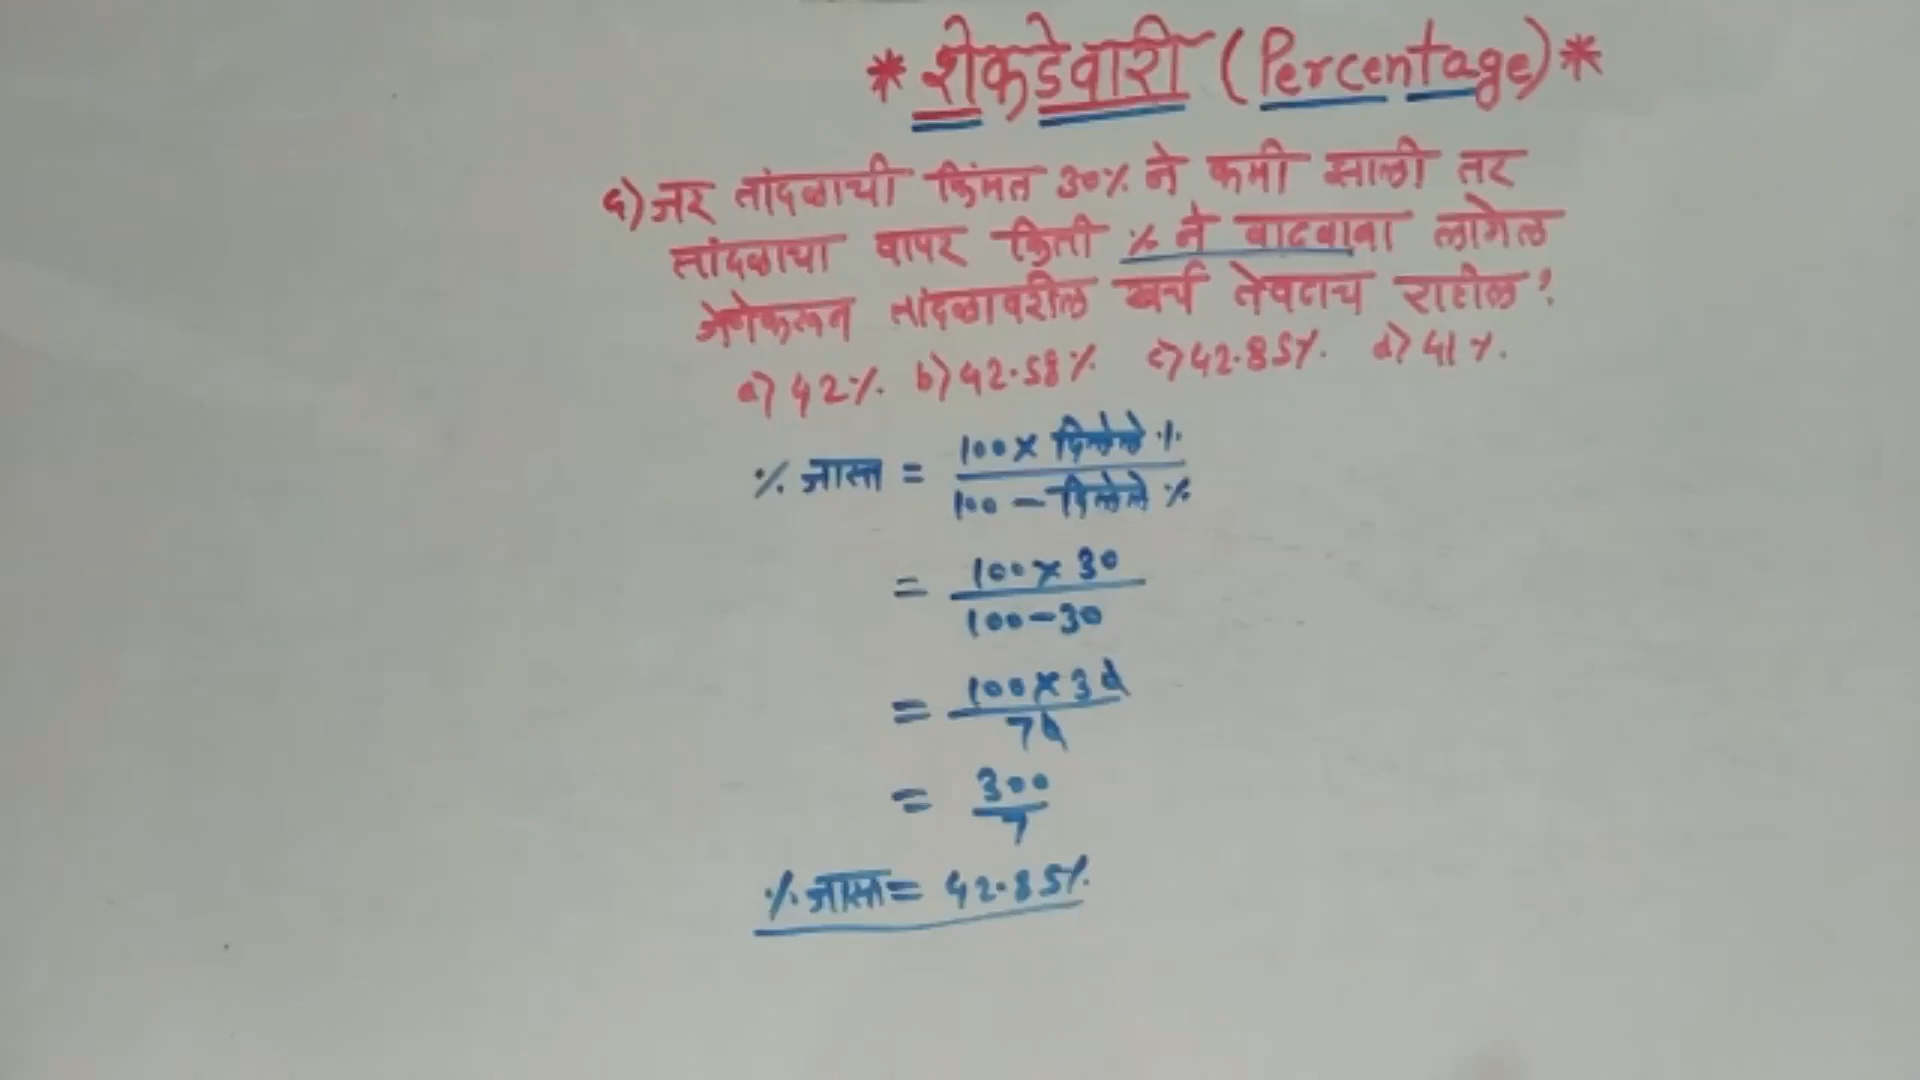 * शेकडेवारी (Percentage) *
१) जर तांदळाची किंमत 30% ने कमी झाली तर
तांदळाचा वापर किती % ने वाढवावा लागेल
जेणेकरून तांदळावरील खर्च तेवढाच राहील?
a) 42% b) 42.58% c) 42.85% d) 41%
% जास्त = 100 × दिलेले % / 100 - दिलेले %
= 100 × 30 / 100 - 30
= 100 × 30 / 70
= 300 / 7
% जास्त = 42.85%